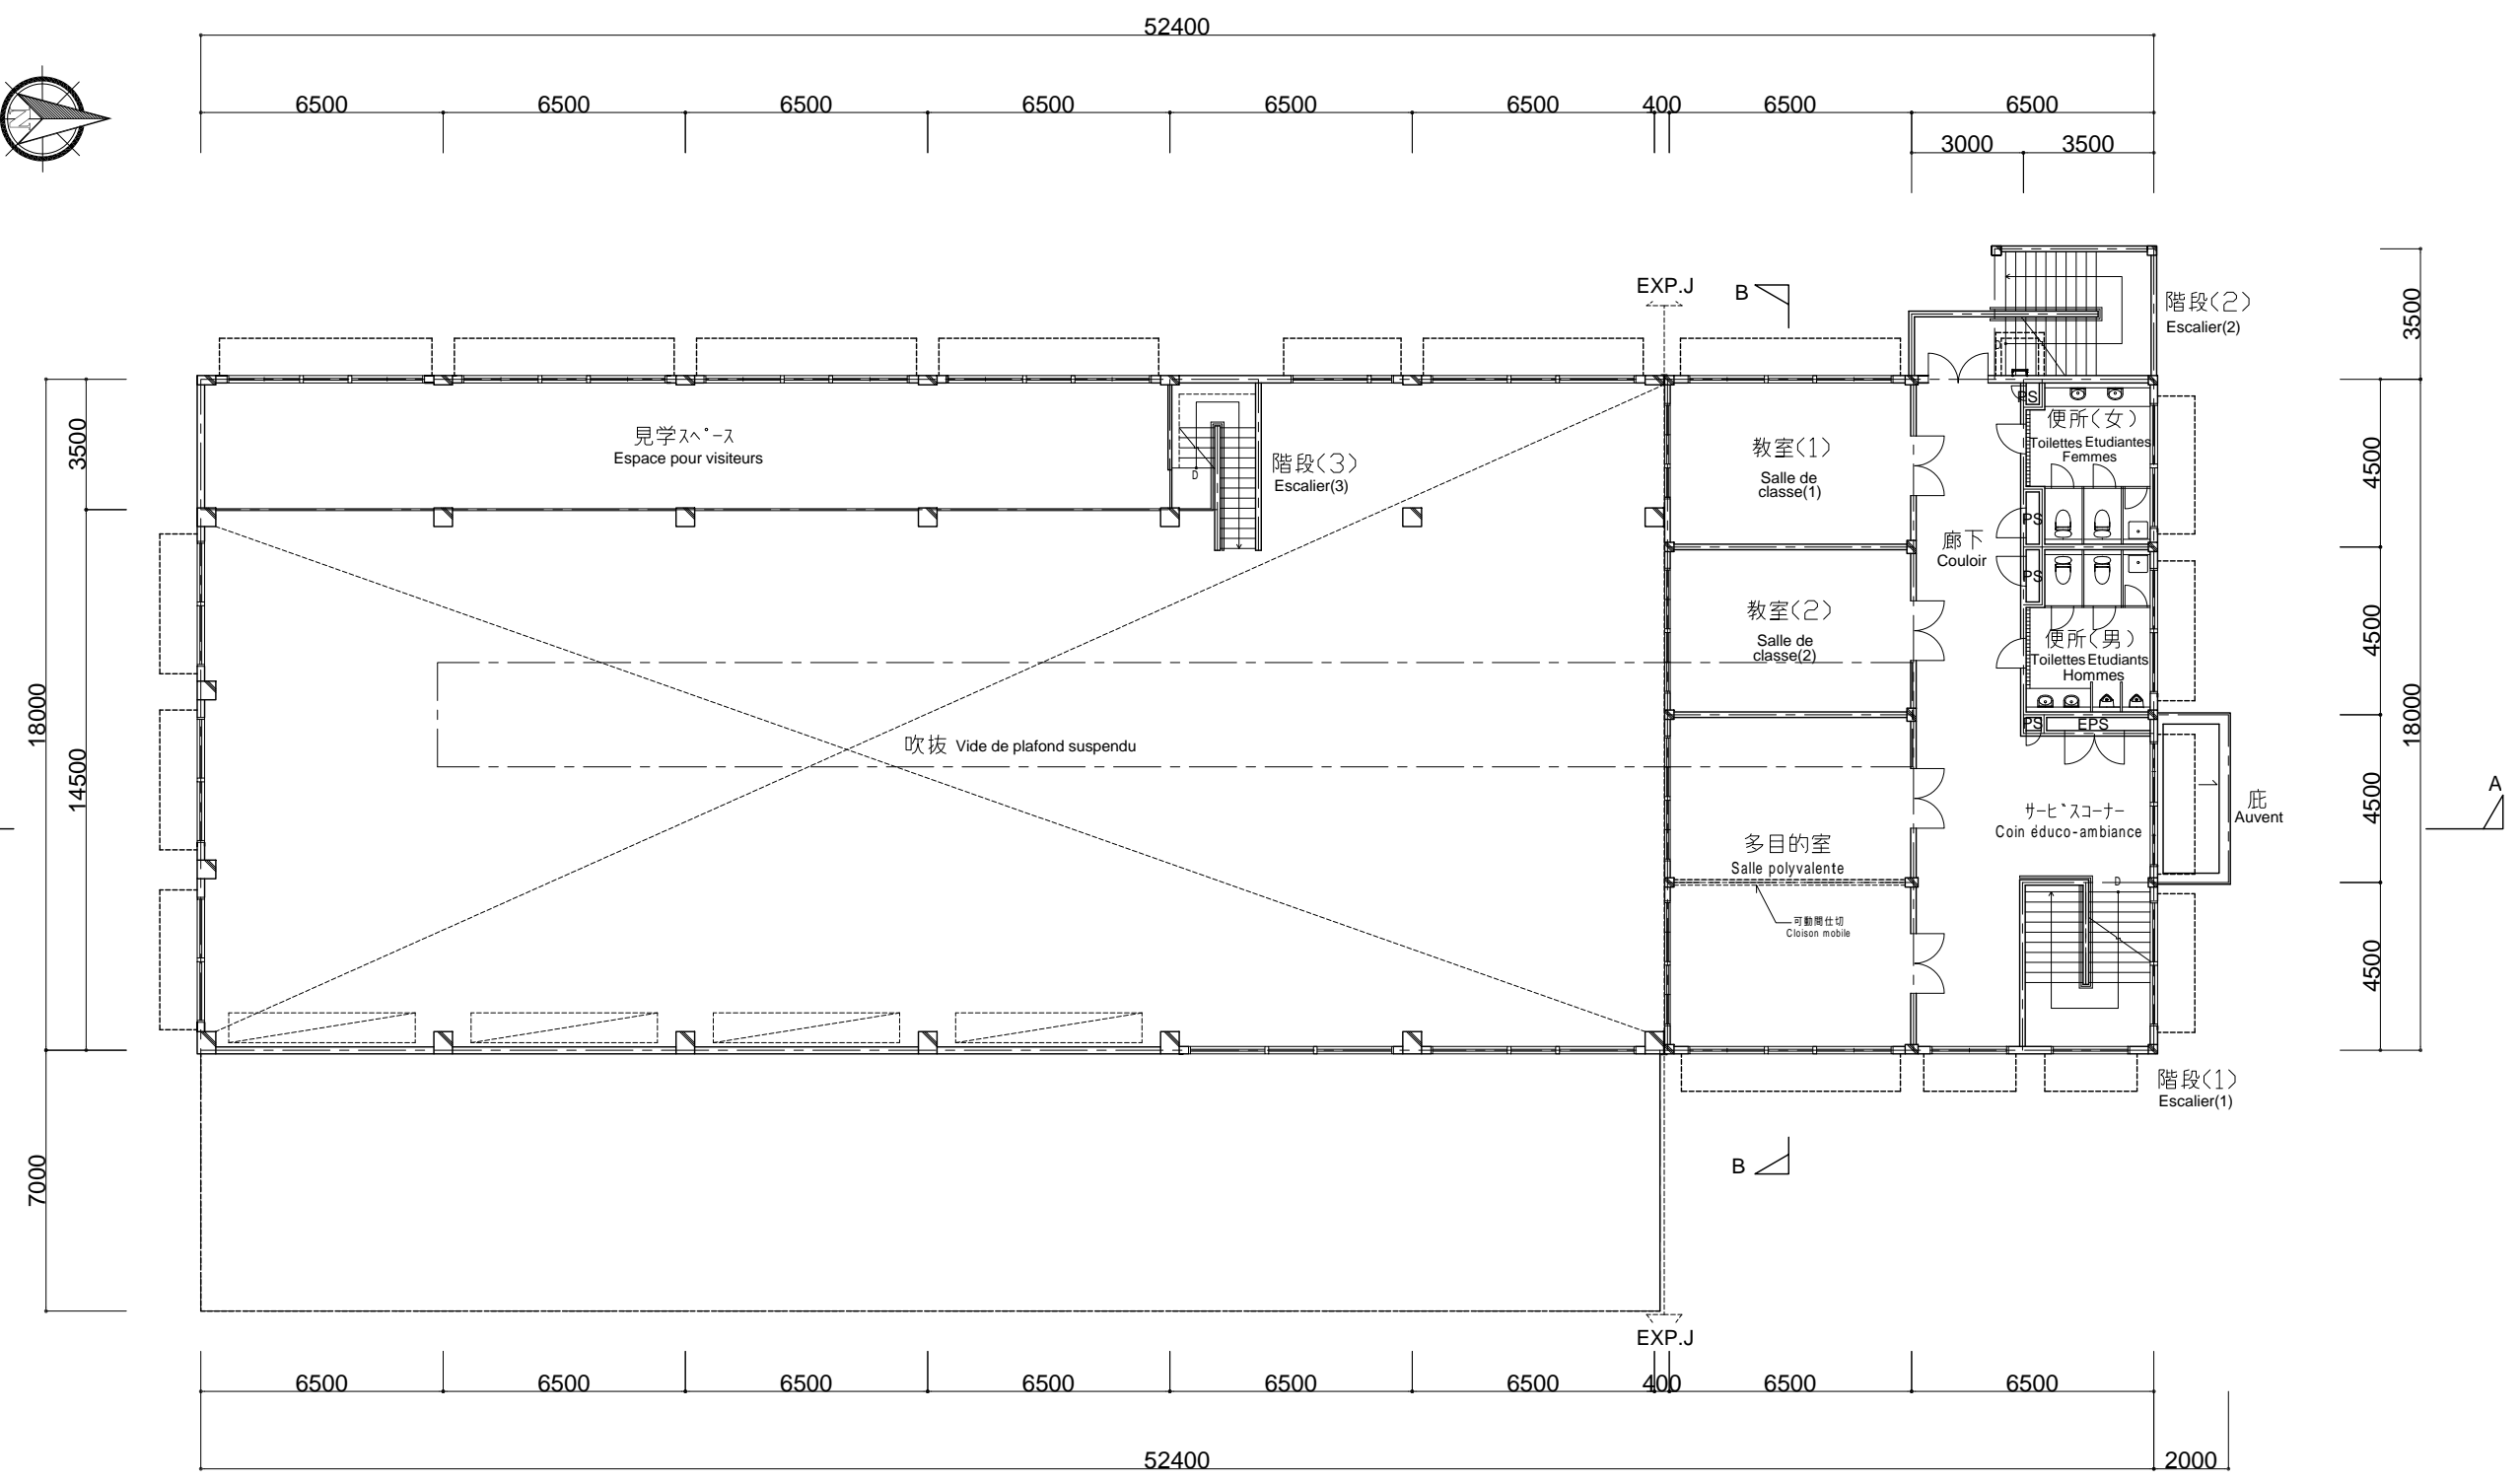 52400
6500 6500 6500 6500 6500 6500 400 6500 6500
3000 3500
N
EXP.J
B
階段(2)
Escalier(2)
3500
見学スペース
Espace pour visiteurs
階段(3)
Escalier(3)
D
教室(1)
Salle de
classe(1)
D
PS
便所(女)
Toilettes Etudiantes
Femmes
PS
廊下
Couloir
教室(2)
Salle de
classe(2)
PS
便所(男)
Toilettes Etudiants
Hommes
PS
EPS
吹抜 Vide de plafond suspendu
多目的室
Salle polyvalente
可動間仕切
Cloison mobile
サービスコーナー
Coin éduco-ambiance
D
庇
Auvent
A
階段(1)
Escalier(1)
3500
14500
18000
7000
4500
4500
4500
4500
18000
B
EXP.J
6500 6500 6500 6500 6500 6500 400 6500 6500
52400 2000